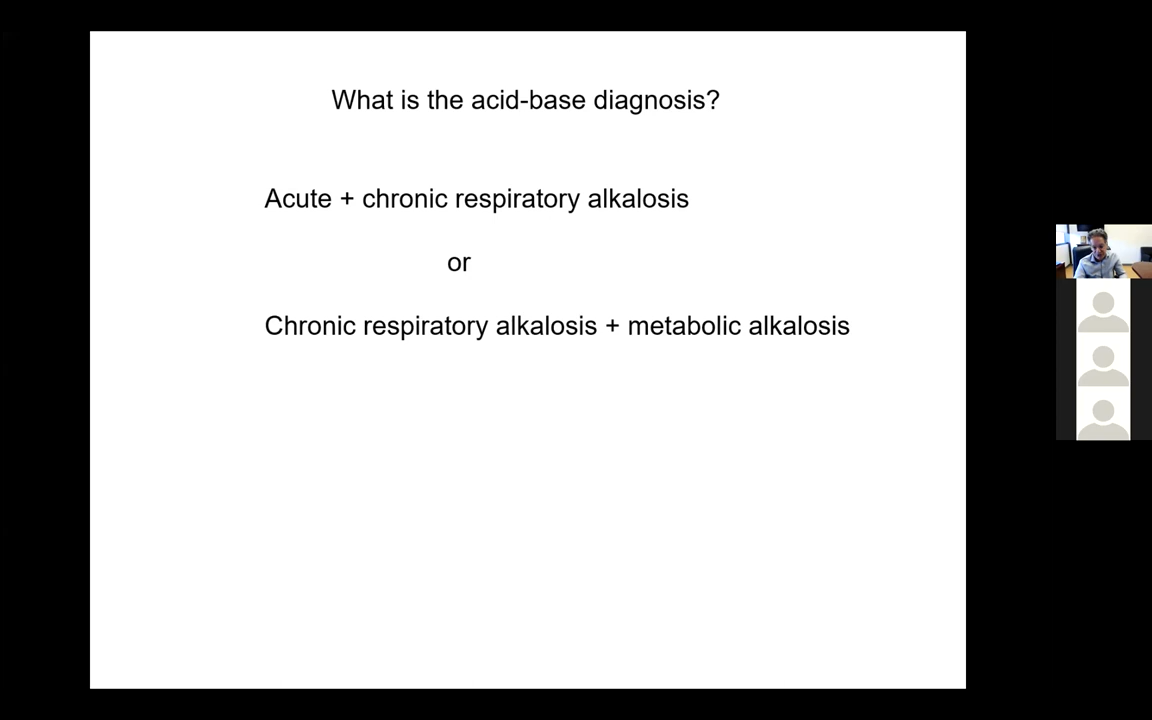 What is the acid-base diagnosis?
Acute + chronic respiratory alkalosis
or
Chronic respiratory alkalosis + metabolic alkalosis